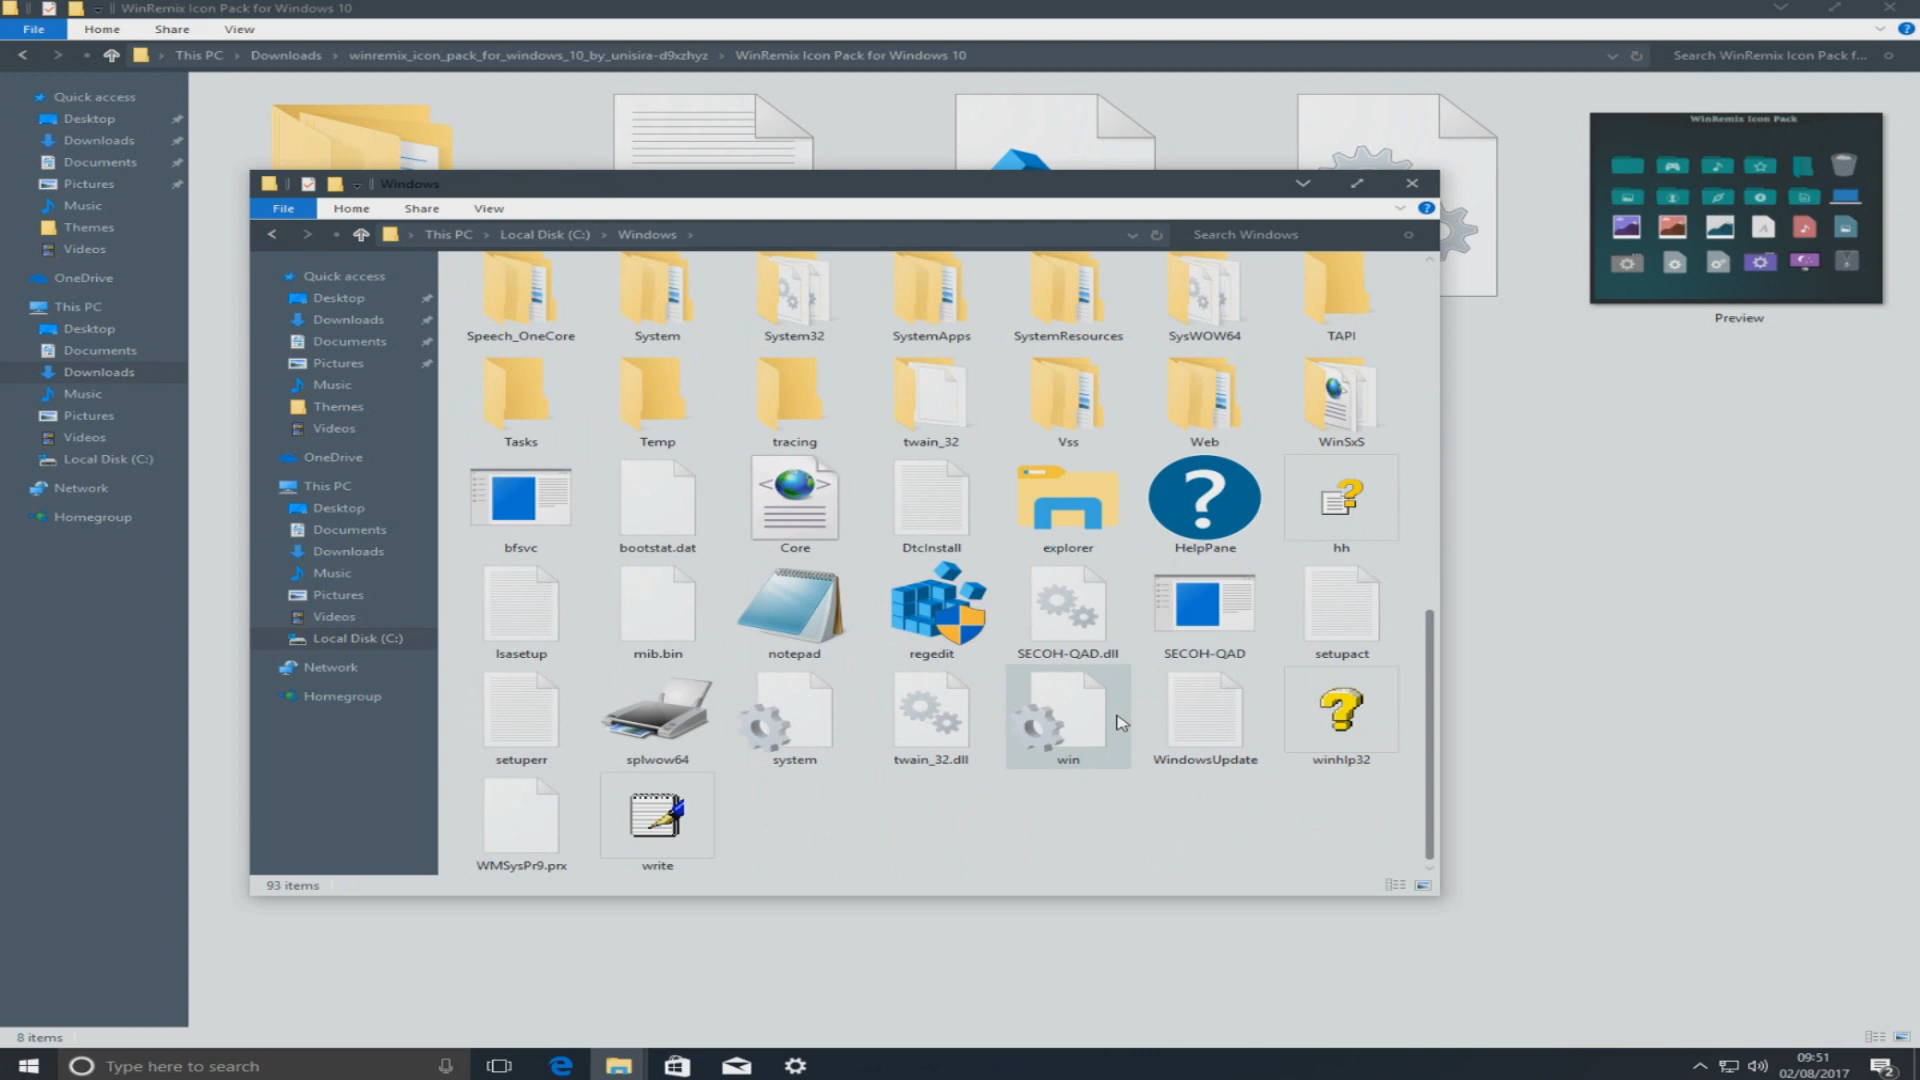 WinRemix Icon Pack for Windows 10
File Home Share View
This PC Downloads winremix_icon_pack_for_windows_10_by_unisira-d9xzhyz WinRemix Icon Pack for Windows 10 Search WinRemix Icon Pack f...
Quick access
Desktop
Downloads
Documents
Pictures
Music
Themes
Videos
OneDrive
This PC
Desktop
Documents
Downloads
Music
Pictures
Videos
Local Disk (C:)
Network
Homegroup
WinRemix Icon Pack
Preview
Windows
File Home Share View
This PC Local Disk (C:) Windows Search Windows
Quick access
Desktop
Downloads
Documents
Pictures
Music
Themes
Videos
OneDrive
This PC
Desktop
Documents
Downloads
Music
Pictures
Videos
Local Disk (C:)
Network
Homegroup
Speech_OneCore System System32 SystemApps SystemResources SysWOW64 TAPI
Tasks Temp tracing twain_32 Vss Web WinSxS
bfsvc bootstat.dat Core DtcInstall explorer HelpPane hh
lsasetup mib.bin notepad regedit SECOH-QAD.dll SECOH-QAD setupact
setuperr splwow64 system twain_32.dll win WindowsUpdate winhlp32
WMSysPr9.prx write
93 items
8 items
Type here to search
09:51
02/08/2017
2